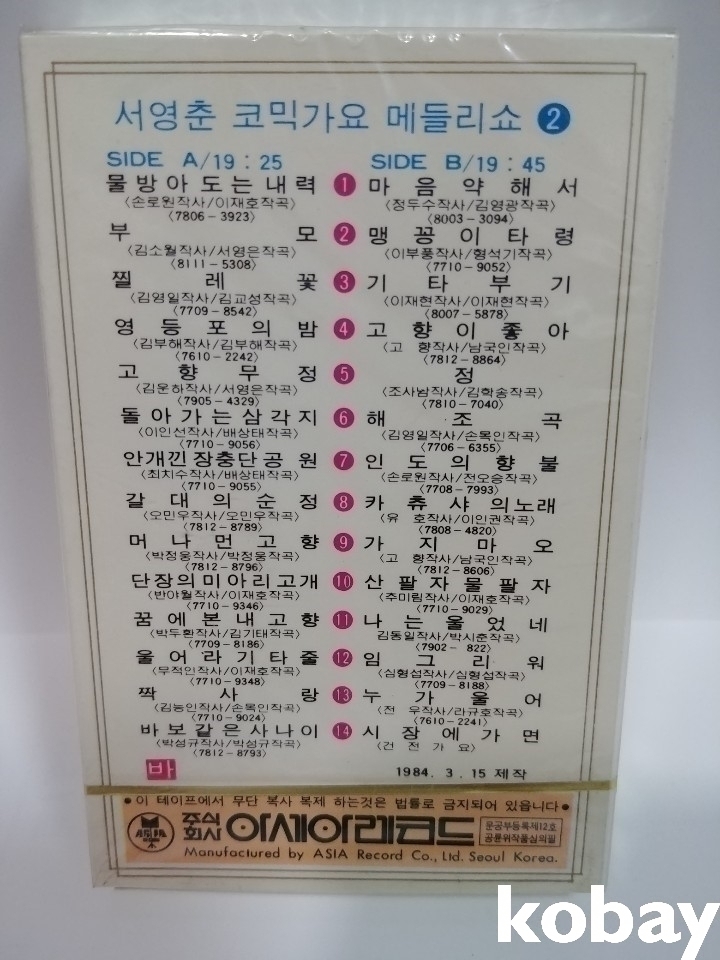 서영춘 코믹가요 메들리쇼 2
SIDE A/19 : 25
SIDE B/19 : 45
물방아도는내력 1 마음약해서
〈손로원작사/이재호작곡〉 〈정두수작사/김영광작곡〉
〈7806-3923〉 〈8003-3094〉
부모 2 맹꽁이타령
〈김소월작사/서영은작곡〉 〈이부풍작사/형석기작곡〉
〈8111-5308〉 〈7710-9052〉
찔레꽃 3 기타부기
〈김영일작사/김교성작곡〉 〈이재현작사/이재현작곡〉
〈7709-8542〉 〈8007-5878〉
영등포의밤 4 고향이좋아
〈김부해작사/김부해작곡〉 〈고 향작사/남국인작곡〉
〈7610-2242〉 〈7812-8864〉
고향무정 5 정
〈김운하작사/서영은작곡〉 〈조사남작사/김학송작곡〉
〈7905-4329〉 〈7810-7040〉
돌아가는삼각지 6 해조곡
〈이인선작사/배상태작곡〉 〈김영일작사/손목인작곡〉
〈7710-9056〉 〈7706-6355〉
안개낀장충단공원 7 인도의향불
〈최치수작사/배상태작곡〉 〈손로원작사/전오승작곡〉
〈7710-9055〉 〈7708-7993〉
갈대의순정 8 카츄샤의노래
〈오민우작사/오민우작곡〉 〈유 호작사/이인권작곡〉
〈7812-8789〉 〈7808-4820〉
머나먼고향 9 가지마오
〈박정웅작사/박정웅작곡〉 〈고 향작사/남국인작곡〉
〈7812-8796〉 〈7812-8606〉
단장의미아리고개 10 산팔자물팔자
〈반야월작사/이재호작곡〉 〈추미림작사/이재호작곡〉
〈7710-9346〉 〈7710-9029〉
꿈에본내고향 11 나는울었네
〈박두환작사/김기태작곡〉 김동일작사/박시춘작곡〉
〈7709-8186〉 〈7902- 822〉
울어라기타줄 12 임그리워
〈무적인작사/이재호작곡〉 〈심형섭작사/심형섭작곡〉
〈7710-9348〉 〈7709-8188〉
짝사랑 13 누가울어
〈김능인작사/손목인작곡〉 〈전 우작사/라규호작곡〉
〈7710-9024〉 〈7610-2241〉
바보같은사나이 14 시장에가면
〈박성규작사/박성규작곡〉 〈건전가요〉
〈7812-8793〉
바 1984. 3. 15 제작
● 이 테이프에서 무단 복사 복제 하는것은 법률로 금지되어 있읍니다 ●
ASIA 주식회사 아세아레코드 문공부등록제12호
공륜위작품심의필
Manufactured by ASIA Record Co., Ltd. Seoul Korea.
kobay